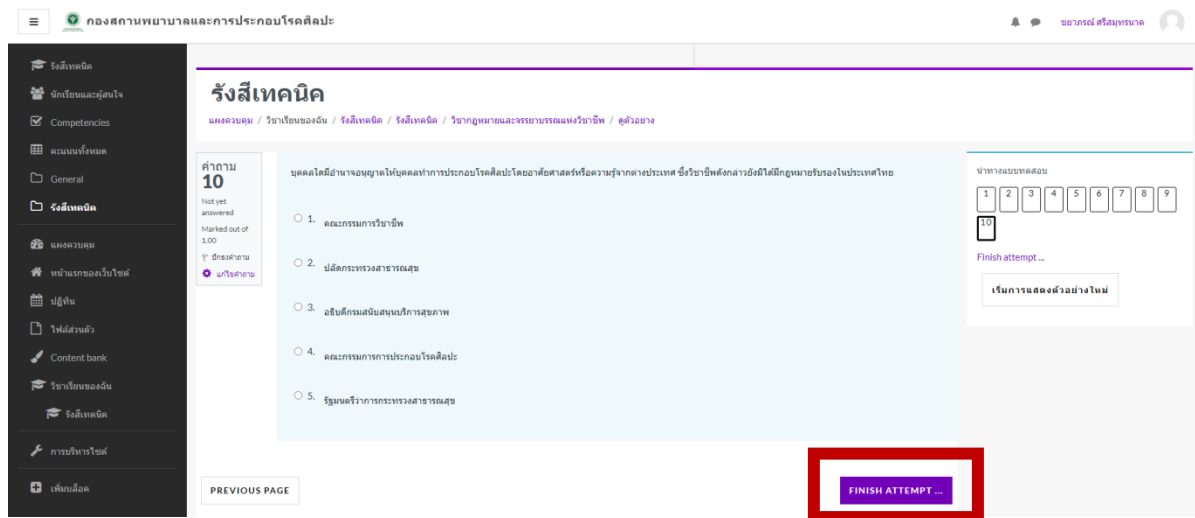 กองสถานพยาบาลและการประกอบโรคศิลปะ
ชยาภรณ์ ศรีสมุทรนาค
รังสีเทคนิค
นักเรียนและผู้สนใจ
Competencies
คะแนนทั้งหมด
General
รังสีเทคนิค
แผงควบคุม
หน้าแรกของเว็บไซต์
ปฏิทิน
ไฟล์ส่วนตัว
Content bank
วิชาเรียนของฉัน
รังสีเทคนิค
การบริหารไซต์
เพิ่มบล็อค
รังสีเทคนิค
แผงควบคุม / วิชาเรียนของฉัน / รังสีเทคนิค / รังสีเทคนิค / วิชากฎหมายและจรรยาบรรณแห่งวิชาชีพ / ดูตัวอย่าง
คำถาม
10
Not yet
answered
Marked out of
1.00
ปักธงคำถาม
แก้ไขคำถาม
บุคคลใดมีอำนาจอนุญาตให้บุคคลทำการประกอบโรคศิลปะโดยอาศัยศาสตร์หรือความรู้จากต่างประเทศ ซึ่งวิชาชีพดังกล่าวยังมิได้มีกฎหมายรับรองในประเทศไทย
1. คณะกรรมการวิชาชีพ
2. ปลัดกระทรวงสาธารณสุข
3. อธิบดีกรมสนับสนุนบริการสุขภาพ
4. คณะกรรมการการประกอบโรคศิลปะ
5. รัฐมนตรีว่าการกระทรวงสาธารณสุข
PREVIOUS PAGE
FINISH ATTEMPT ...
นำทางแบบทดสอบ
1 2 3 4 5 6 7 8 9
10
Finish attempt ...
เริ่มการแสดงตัวอย่างใหม่